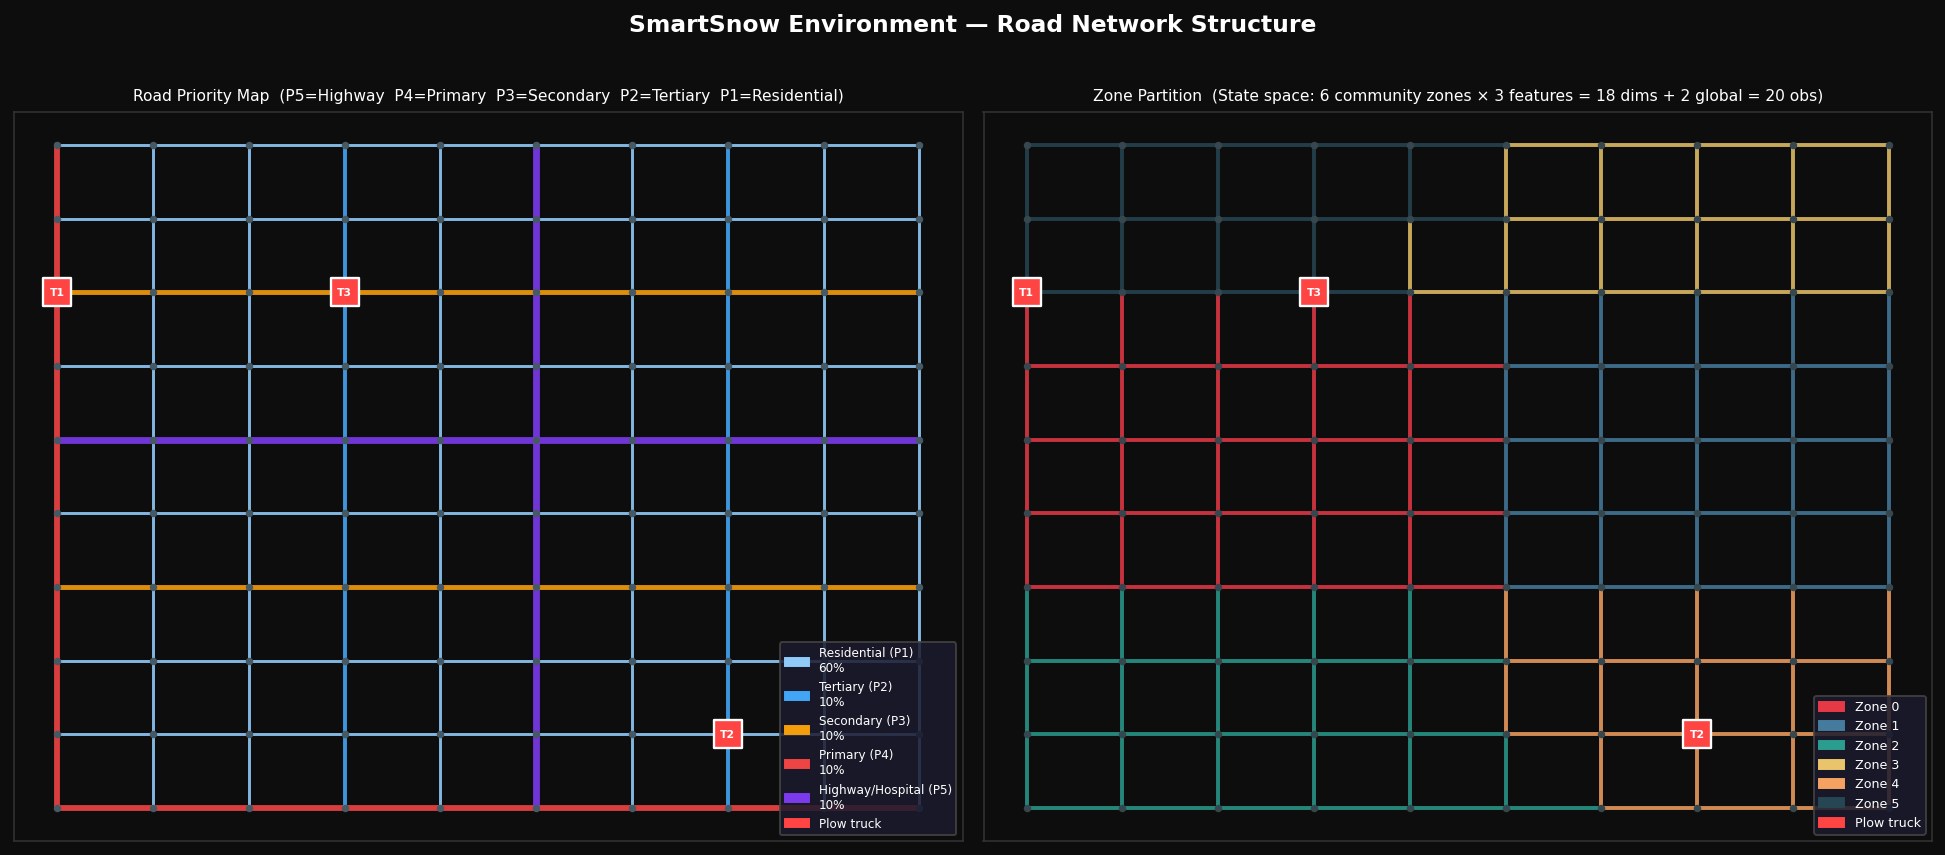 SmartSnow Environment — Road Network Structure
Road Priority Map  (P5=Highway  P4=Primary  P3=Secondary  P2=Tertiary  P1=Residential)
T1
T3
T2
Residential (P1)
60%
Tertiary (P2)
10%
Secondary (P3)
10%
Primary (P4)
10%
Highway/Hospital (P5)
10%
Plow truck
Zone Partition  (State space: 6 community zones × 3 features = 18 dims + 2 global = 20 obs)
T1
T3
T2
Zone 0
Zone 1
Zone 2
Zone 3
Zone 4
Zone 5
Plow truck